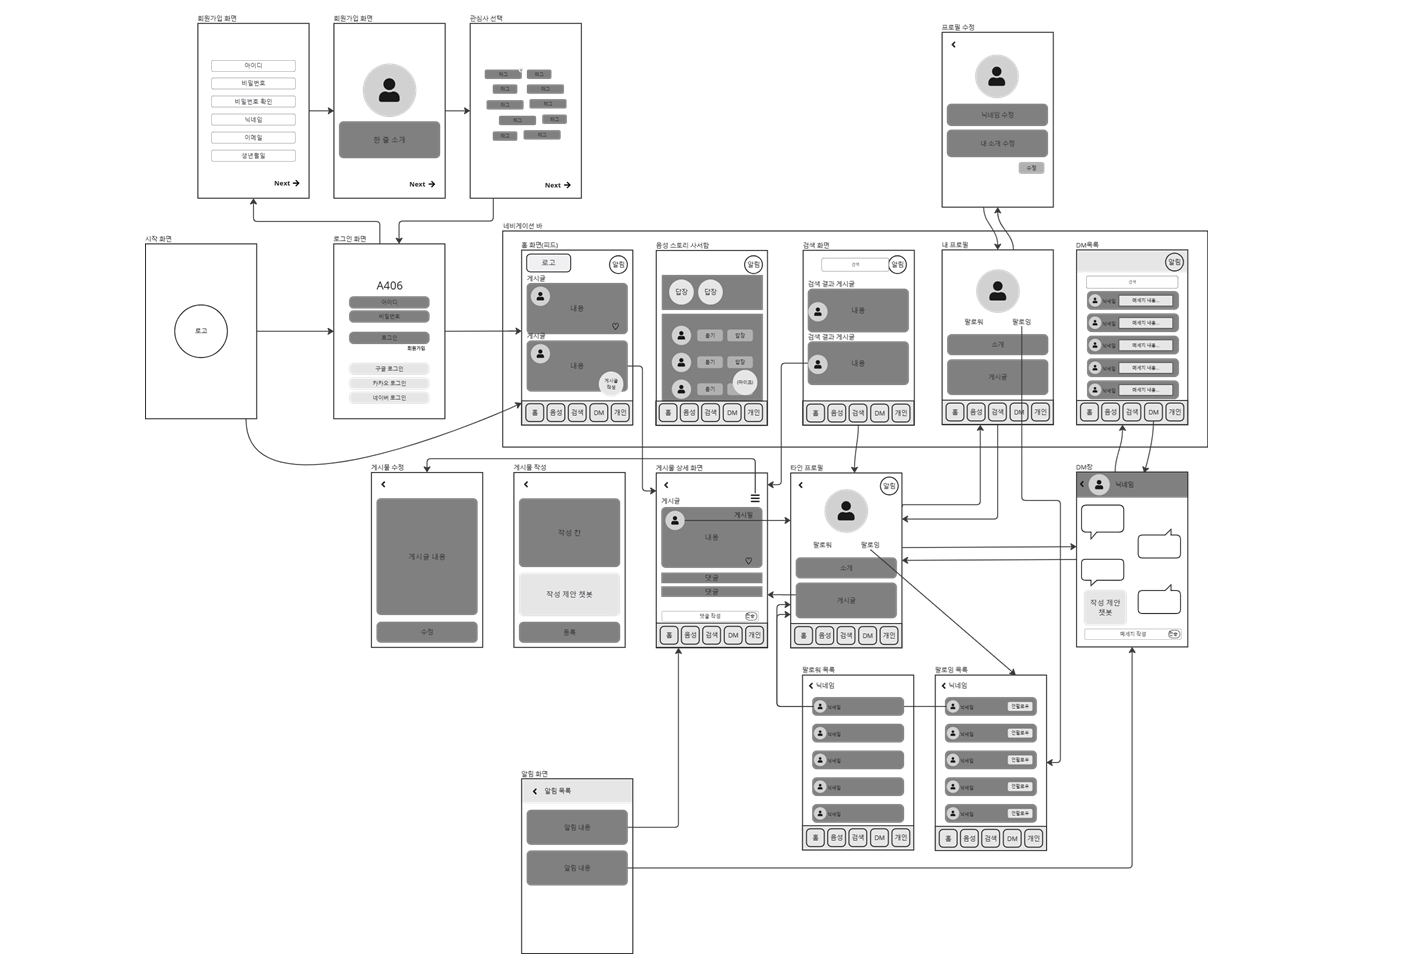 회원가입 화면
아이디
비밀번호
비밀번호 확인
닉네임
이메일
생년월일
Next
회원가입 화면
한 줄 소개
Next
관심사 선택
태그
태그
태그
태그
태그
태그
태그
태그
태그
태그
Next
프로필 수정
닉네임 수정
내 소개 수정
수정
시작 화면
로고
로그인 화면
A406
아이디
비밀번호
로그인
회원가입
구글 로그인
카카오 로그인
네이버 로그인
네비게이션 바
홈 화면(피드)
로고
알림
게시글
내용
게시글
내용
게시글
작성
홈
음성
검색
DM
개인
음성 스토리 사서함
알림
답장
답장
듣기
답장
듣기
답장
듣기
(마이크)
홈
음성
검색
DM
개인
검색 화면
검색
알림
검색 결과 게시글
내용
검색 결과 게시글
내용
홈
음성
검색
DM
개인
내 프로필
팔로워
팔로잉
소개
게시글
홈
음성
검색
DM
개인
DM목록
알림
검색
닉네임
메세지 내용...
닉네임
메세지 내용...
닉네임
메세지 내용...
닉네임
메세지 내용...
닉네임
메세지 내용...
홈
음성
검색
DM
개인
게시물 수정
게시글 내용
수정
게시물 작성
작성 칸
작성 제안 챗봇
등록
게시물 상세 화면
게시글
게시일
내용
댓글
댓글
댓글 작성
전송
홈
음성
검색
DM
개인
타인 프로필
알림
팔로워
팔로잉
소개
게시글
홈
음성
검색
DM
개인
DM창
닉네임
작성 제안
챗봇
메세지 작성
전송
팔로워 목록
닉네임
닉네임
닉네임
닉네임
닉네임
닉네임
홈
음성
검색
DM
개인
팔로잉 목록
닉네임
닉네임
언팔로우
닉네임
언팔로우
닉네임
언팔로우
닉네임
언팔로우
닉네임
언팔로우
홈
음성
검색
DM
개인
알림 화면
알림 목록
알림 내용
알림 내용